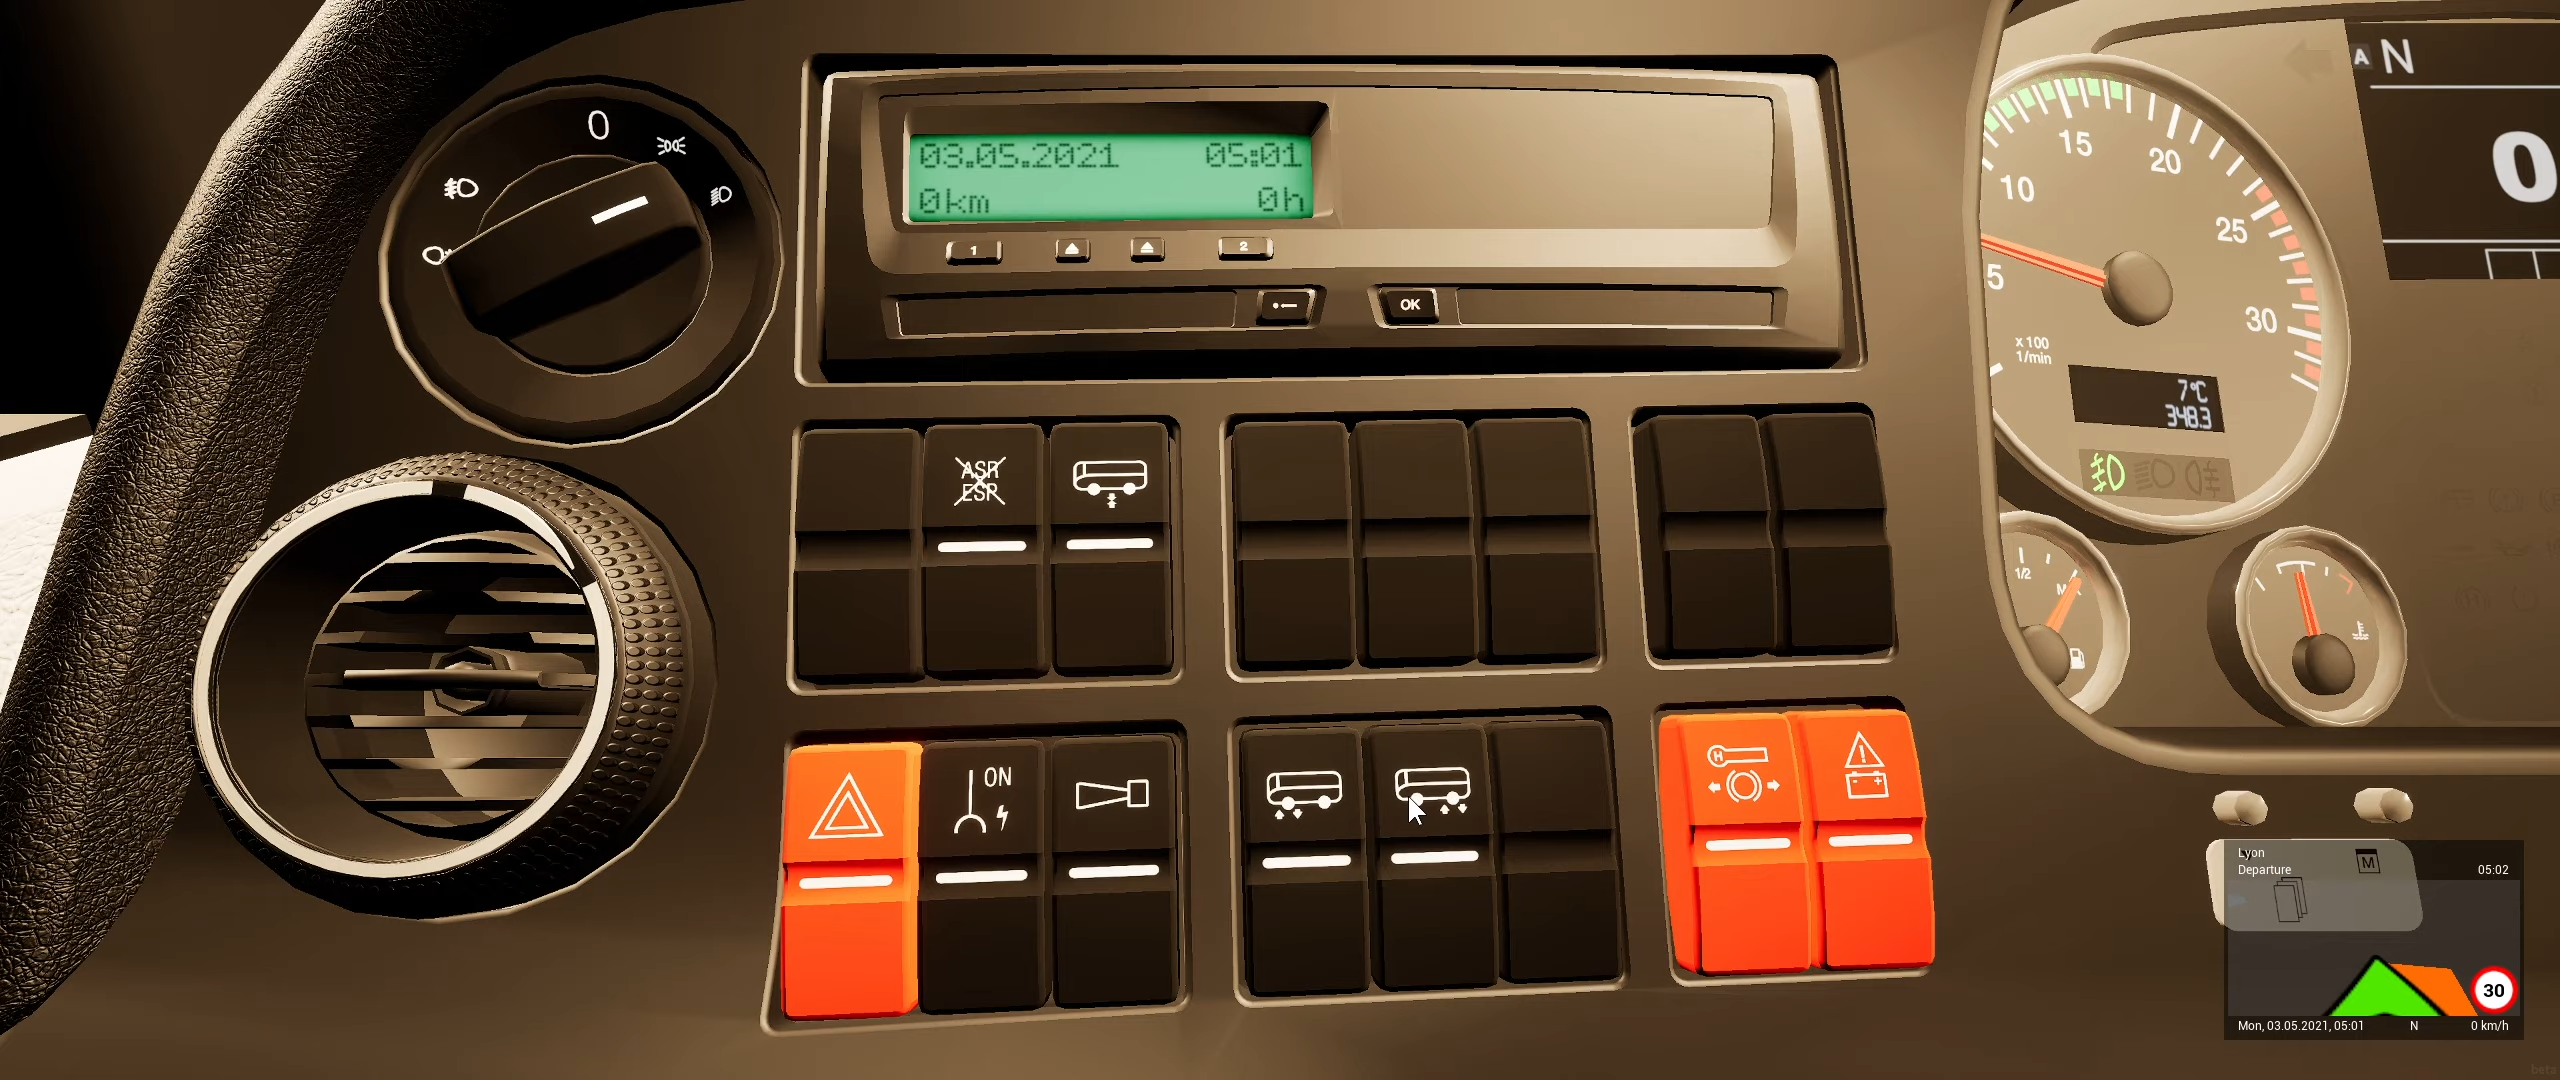 0
03.05.2021 05:01
0km 0h
1
2
OK
A N
0
5
10
15
20
25
30
x 100
1/min
7°C
348.3
1/2
ASR
ESP
ON
H
Lyon
Departure 05:02
M
30
Mon, 03.05.2021, 05:01 N 0 km/h
beta